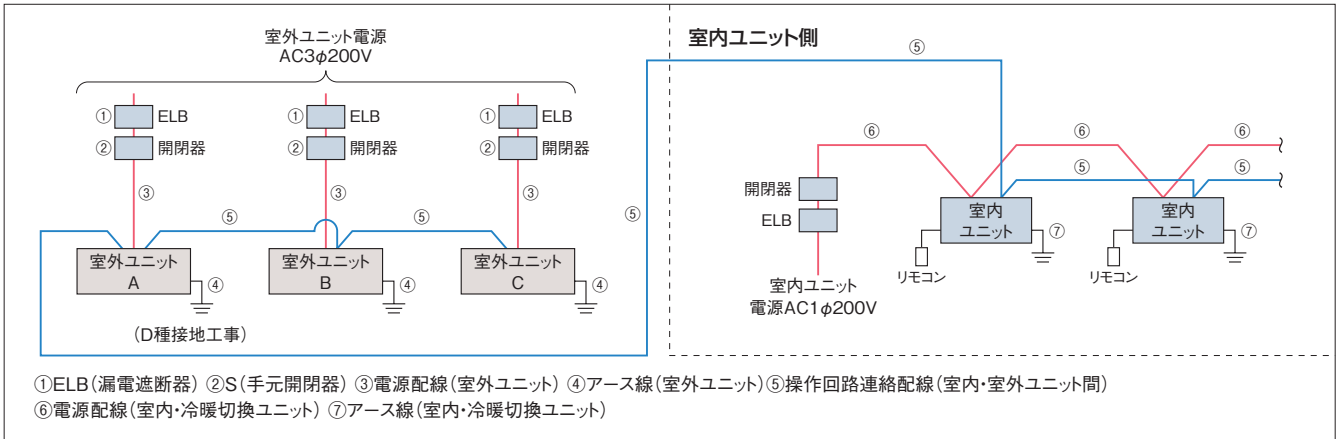 室外ユニット電源
AC3φ200V
室内ユニット側
⑤
① ELB ① ELB ① ELB
② 開閉器 ② 開閉器 ② 開閉器
⑥ ⑥ ⑥
⑤ ⑤
開閉器
ELB
③ ③ ③
⑤ ⑤ ⑤
室内
ユニット
室内
ユニット
⑦ ⑦
リモコン リモコン
室外ユニット
A
室外ユニット
B
室外ユニット
C
④ ④ ④
室内ユニット
電源AC1φ200V
(D種接地工事)
①ELB(漏電遮断器) ②S(手元開閉器) ③電源配線(室外ユニット) ④アース線(室外ユニット)⑤操作回路連絡配線(室内・室外ユニット間)
⑥電源配線(室内・冷暖切換ユニット) ⑦アース線(室内・冷暖切換ユニット)